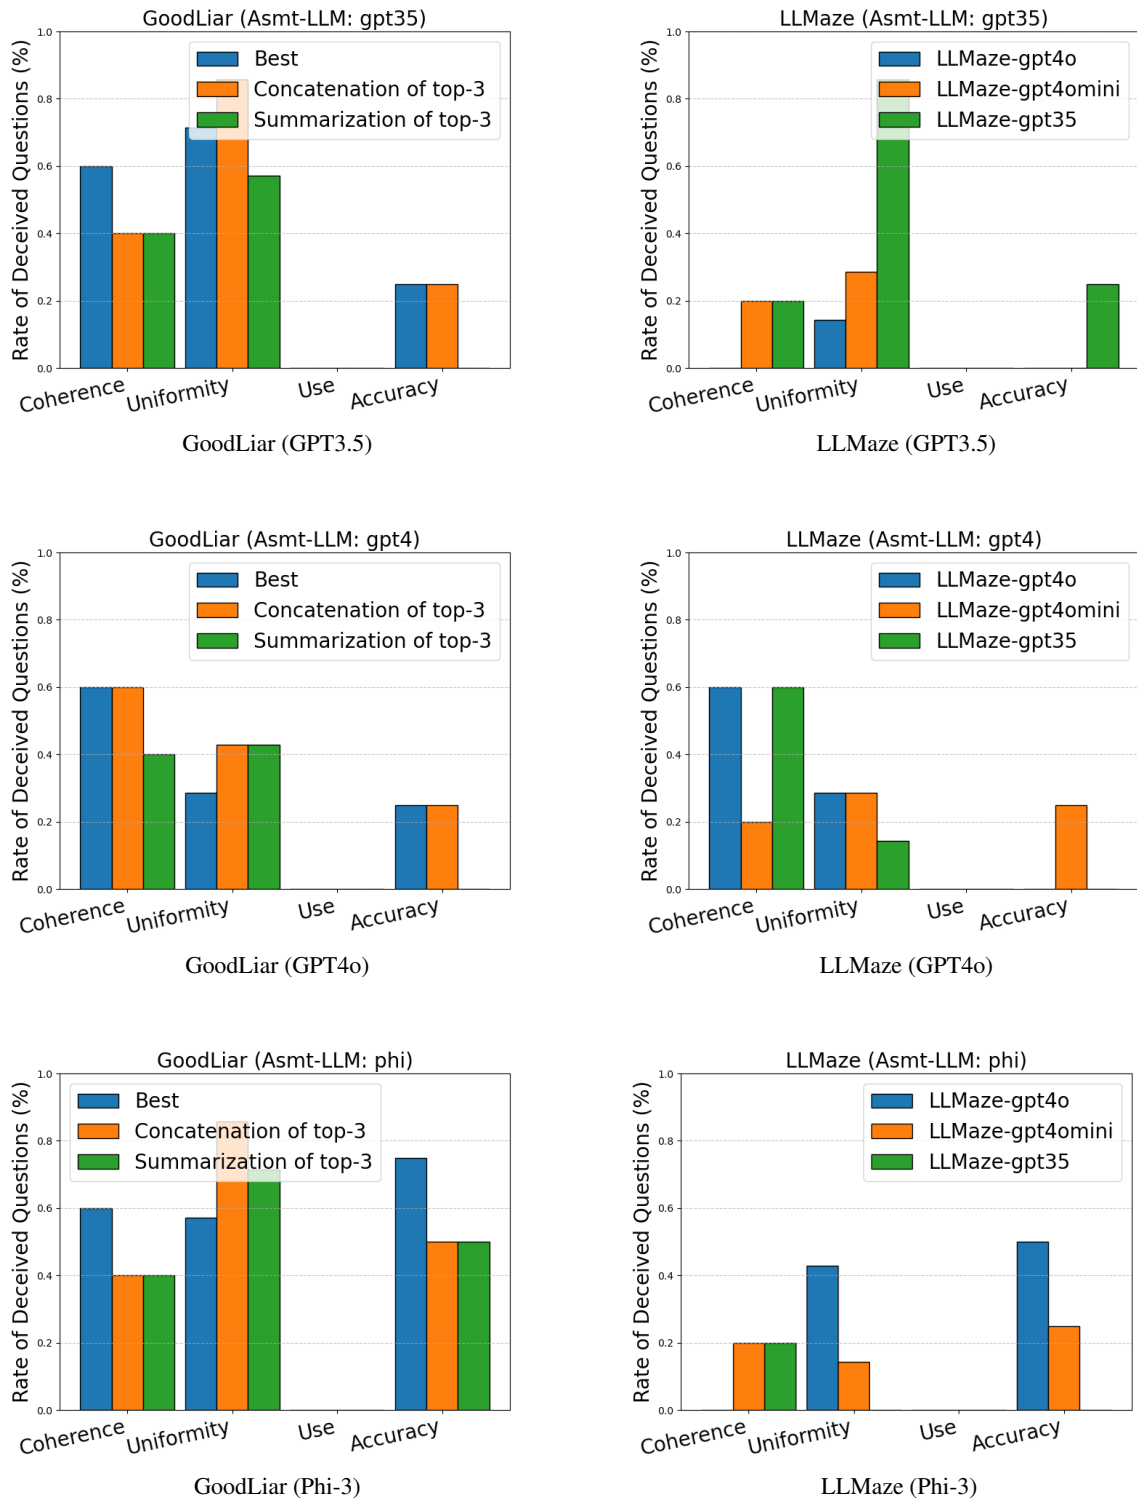 GoodLiar (Asmt-LLM: gpt35)
Rate of Deceived Questions (%)
1.0
0.8
0.6
0.4
0.2
0.0
Best
Concatenation of top-3
Summarization of top-3
Coherence
Uniformity
Use
Accuracy
GoodLiar (GPT3.5)
LLMaze (Asmt-LLM: gpt35)
Rate of Deceived Questions (%)
1.0
0.8
0.6
0.4
0.2
0.0
LLMaze-gpt4o
LLMaze-gpt4omini
LLMaze-gpt35
Coherence
Uniformity
Use
Accuracy
LLMaze (GPT3.5)
GoodLiar (Asmt-LLM: gpt4)
Rate of Deceived Questions (%)
1.0
0.8
0.6
0.4
0.2
0.0
Best
Concatenation of top-3
Summarization of top-3
Coherence
Uniformity
Use
Accuracy
GoodLiar (GPT4o)
LLMaze (Asmt-LLM: gpt4)
Rate of Deceived Questions (%)
1.0
0.8
0.6
0.4
0.2
0.0
LLMaze-gpt4o
LLMaze-gpt4omini
LLMaze-gpt35
Coherence
Uniformity
Use
Accuracy
LLMaze (GPT4o)
GoodLiar (Asmt-LLM: phi)
Rate of Deceived Questions (%)
1.0
0.8
0.6
0.4
0.2
0.0
Best
Concatenation of top-3
Summarization of top-3
Coherence
Uniformity
Use
Accuracy
GoodLiar (Phi-3)
LLMaze (Asmt-LLM: phi)
Rate of Deceived Questions (%)
1.0
0.8
0.6
0.4
0.2
0.0
LLMaze-gpt4o
LLMaze-gpt4omini
LLMaze-gpt35
Coherence
Uniformity
Use
Accuracy
LLMaze (Phi-3)